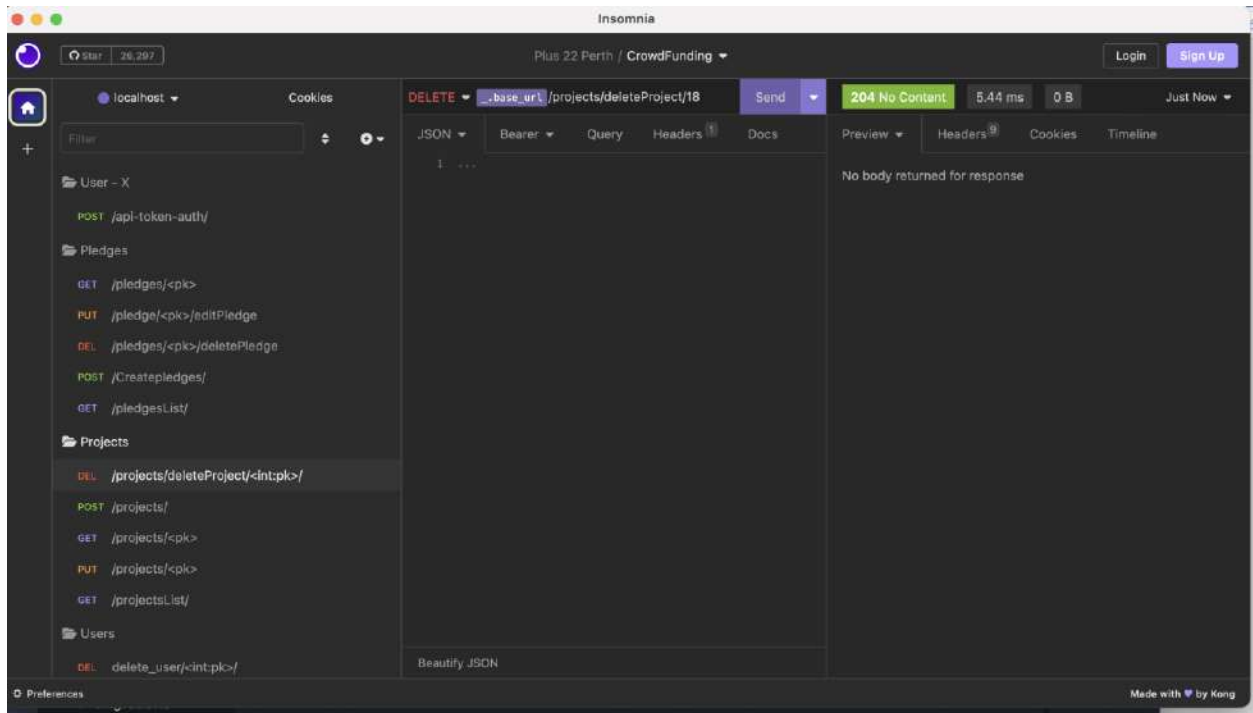 Insomnia
Star 26,297
Plus 22 Perth / CrowdFunding
Login
Sign Up
localhost
Cookies
Filter
User - X
POST /api-token-auth/
Pledges
GET /pledges/<pk>
PUT /pledge/<pk>/editPledge
DEL /pledges/<pk>/deletePledge
POST /Createpledges/
GET /pledgesList/
Projects
DEL /projects/deleteProject/<int:pk>/
POST /projects/
GET /projects/<pk>
PUT /projects/<pk>
GET /projectsList/
Users
DEL delete_user/<int:pk>/
DELETE _.base_url /projects/deleteProject/18
Send
JSON Bearer Query Headers 1 Docs
1 ...
Beautify JSON
204 No Content 5.44 ms 0 B Just Now
Preview Headers 9 Cookies Timeline
No body returned for response
Preferences
Made with by Kong